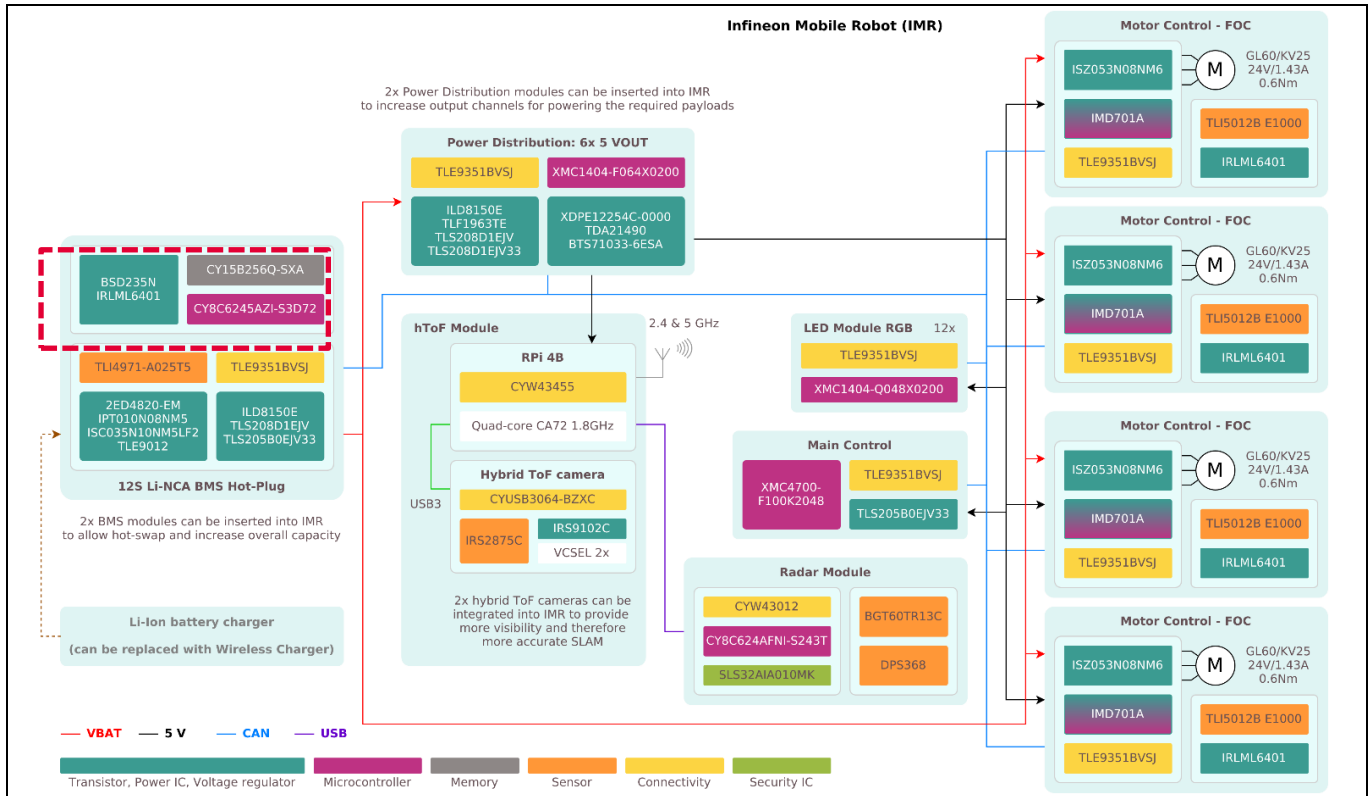 Infineon Mobile Robot (IMR)
2x Power Distribution modules can be inserted into IMR
to increase output channels for powering the required payloads
Power Distribution: 6x 5 VOUT
TLE9351BVSJ
XMC1404-F064X0200
ILD8150E
TLF1963TE
TLS208D1EJV
TLS208D1EJV33
XDPE12254C-0000
TDA21490
BTS71033-6ESA
BSD235N
IRLML6401
CY15B256Q-SXA
CY8C6245AZI-S3D72
TLI4971-A025T5
TLE9351BVSJ
2ED4820-EM
IPT010N08NM5
ISC035N10NM5LF2
TLE9012
ILD8150E
TLS208D1EJV
TLS205B0EJV33
12S Li-NCA BMS Hot-Plug
2x BMS modules can be inserted into IMR
to allow hot-swap and increase overall capacity
Li-Ion battery charger
(can be replaced with Wireless Charger)
hToF Module
2.4 & 5 GHz
RPi 4B
CYW43455
Quad-core CA72 1.8GHz
USB3
Hybrid ToF camera
CYUSB3064-BZXC
IRS2875C
IRS9102C
VCSEL 2x
2x hybrid ToF cameras can be
integrated into IMR to provide
more visibility and therefore
more accurate SLAM
LED Module RGB 12x
TLE9351BVSJ
XMC1404-Q048X0200
Main Control
XMC4700-
F100K2048
TLE9351BVSJ
TLS205B0EJV33
Radar Module
CYW43012
CY8C624AFNI-S243T
SLS32AIA010MK
BGT60TR13C
DPS368
Motor Control - FOC
ISZ053N08NM6
M
GL60/KV25
24V/1.43A
0.6Nm
IMD701A
TLI5012B E1000
TLE9351BVSJ
IRLML6401
Motor Control - FOC
ISZ053N08NM6
M
GL60/KV25
24V/1.43A
0.6Nm
IMD701A
TLI5012B E1000
TLE9351BVSJ
IRLML6401
Motor Control - FOC
ISZ053N08NM6
M
GL60/KV25
24V/1.43A
0.6Nm
IMD701A
TLI5012B E1000
TLE9351BVSJ
IRLML6401
Motor Control - FOC
ISZ053N08NM6
M
GL60/KV25
24V/1.43A
0.6Nm
IMD701A
TLI5012B E1000
TLE9351BVSJ
IRLML6401
VBAT 5 V CAN USB
Transistor, Power IC, Voltage regulator Microcontroller Memory Sensor Connectivity Security IC